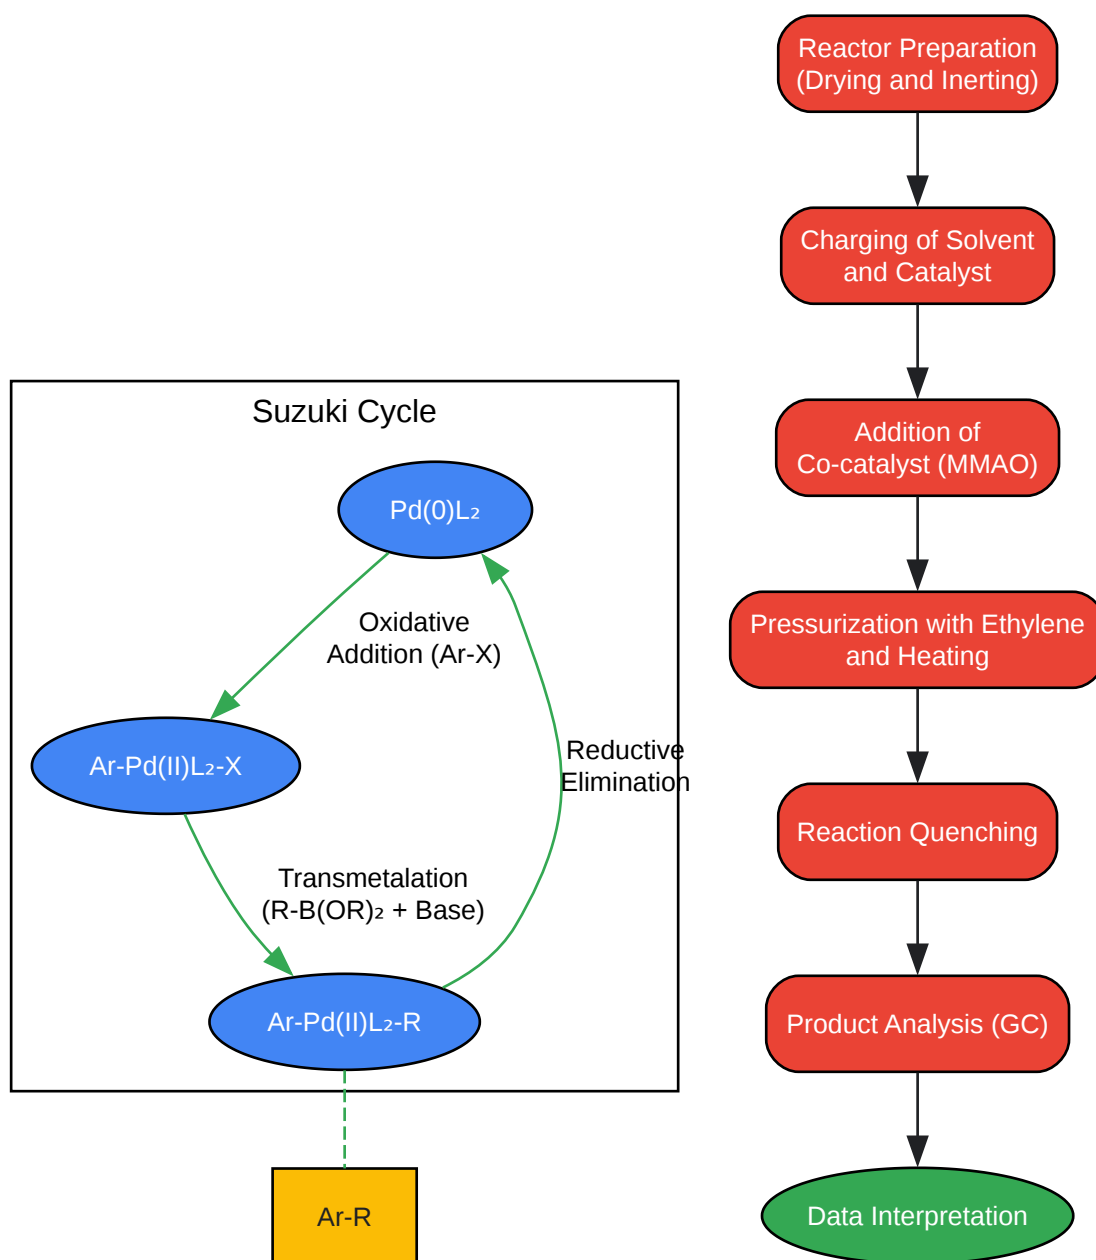 Suzuki Cycle
Pd(0)L₂
Oxidative
Addition (Ar-X)
Ar-Pd(II)L₂-X
Reductive
Elimination
Transmetalation
(R-B(OR)₂ + Base)
Ar-Pd(II)L₂-R
Ar-R
Reactor Preparation
(Drying and Inerting)
Charging of Solvent
and Catalyst
Addition of
Co-catalyst (MMAO)
Pressurization with Ethylene
and Heating
Reaction Quenching
Product Analysis (GC)
Data Interpretation